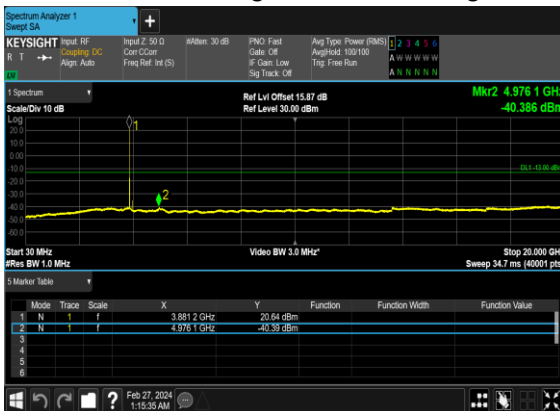 Spectrum Analyzer 1
Swept SA
KEYSIGHT Input: RF Input Z: 50 Ω #Atten: 30 dB PNO: Fast Avg Type: Power (RMS) 1 2 3 4 5 6
R T Coupling: DC Corr CCorr Gate: Off Avg|Hold: 100/100 A W W W W W
Align: Auto Freq Ref: Int (S) IF Gain: Low Trig: Free Run
LV Sig Track: Off A N N N N N
1 Spectrum
Scale/Div 10 dB
Ref Lvl Offset 15.87 dB
Ref Level 30.00 dBm
Mkr2 4.976 1 GHz
-40.386 dBm
Log
20.0
10.0
0.00
-10.0
-20.0
-30.0
-40.0
-50.0
-60.0
1
2
DL1 -13.00 dBm
Start 30 MHz Video BW 3.0 MHz* Stop 20.000 GHz
#Res BW 1.0 MHz Sweep 34.7 ms (40001 pts)
5 Marker Table
Mode Trace Scale X Y Function Function Width Function Value
1 N 1 f 3.881 2 GHz 20.64 dBm
2 N 1 f 4.976 1 GHz -40.39 dBm
3
4
5
6
? Feb 27, 2024
1:15:35 AM